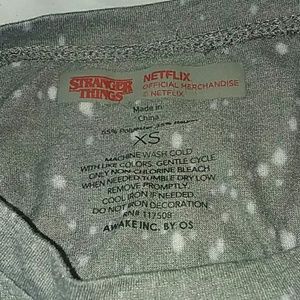 STRANGER
THINGS
NETFLIX
OFFICIAL MERCHANDISE
© NETFLIX
Made in
China
XS
MACHINE WASH COLD
WITH LIKE COLORS. GENTLE CYCLE
ONLY NON-CHLORINE BLEACH
WHEN NEEDED TUMBLE DRY LOW
REMOVE PROMPTLY.
COOL IRON IF NEEDED.
DO NOT IRON DECORATION
RN# 117508
AWAKE INC. BY OS